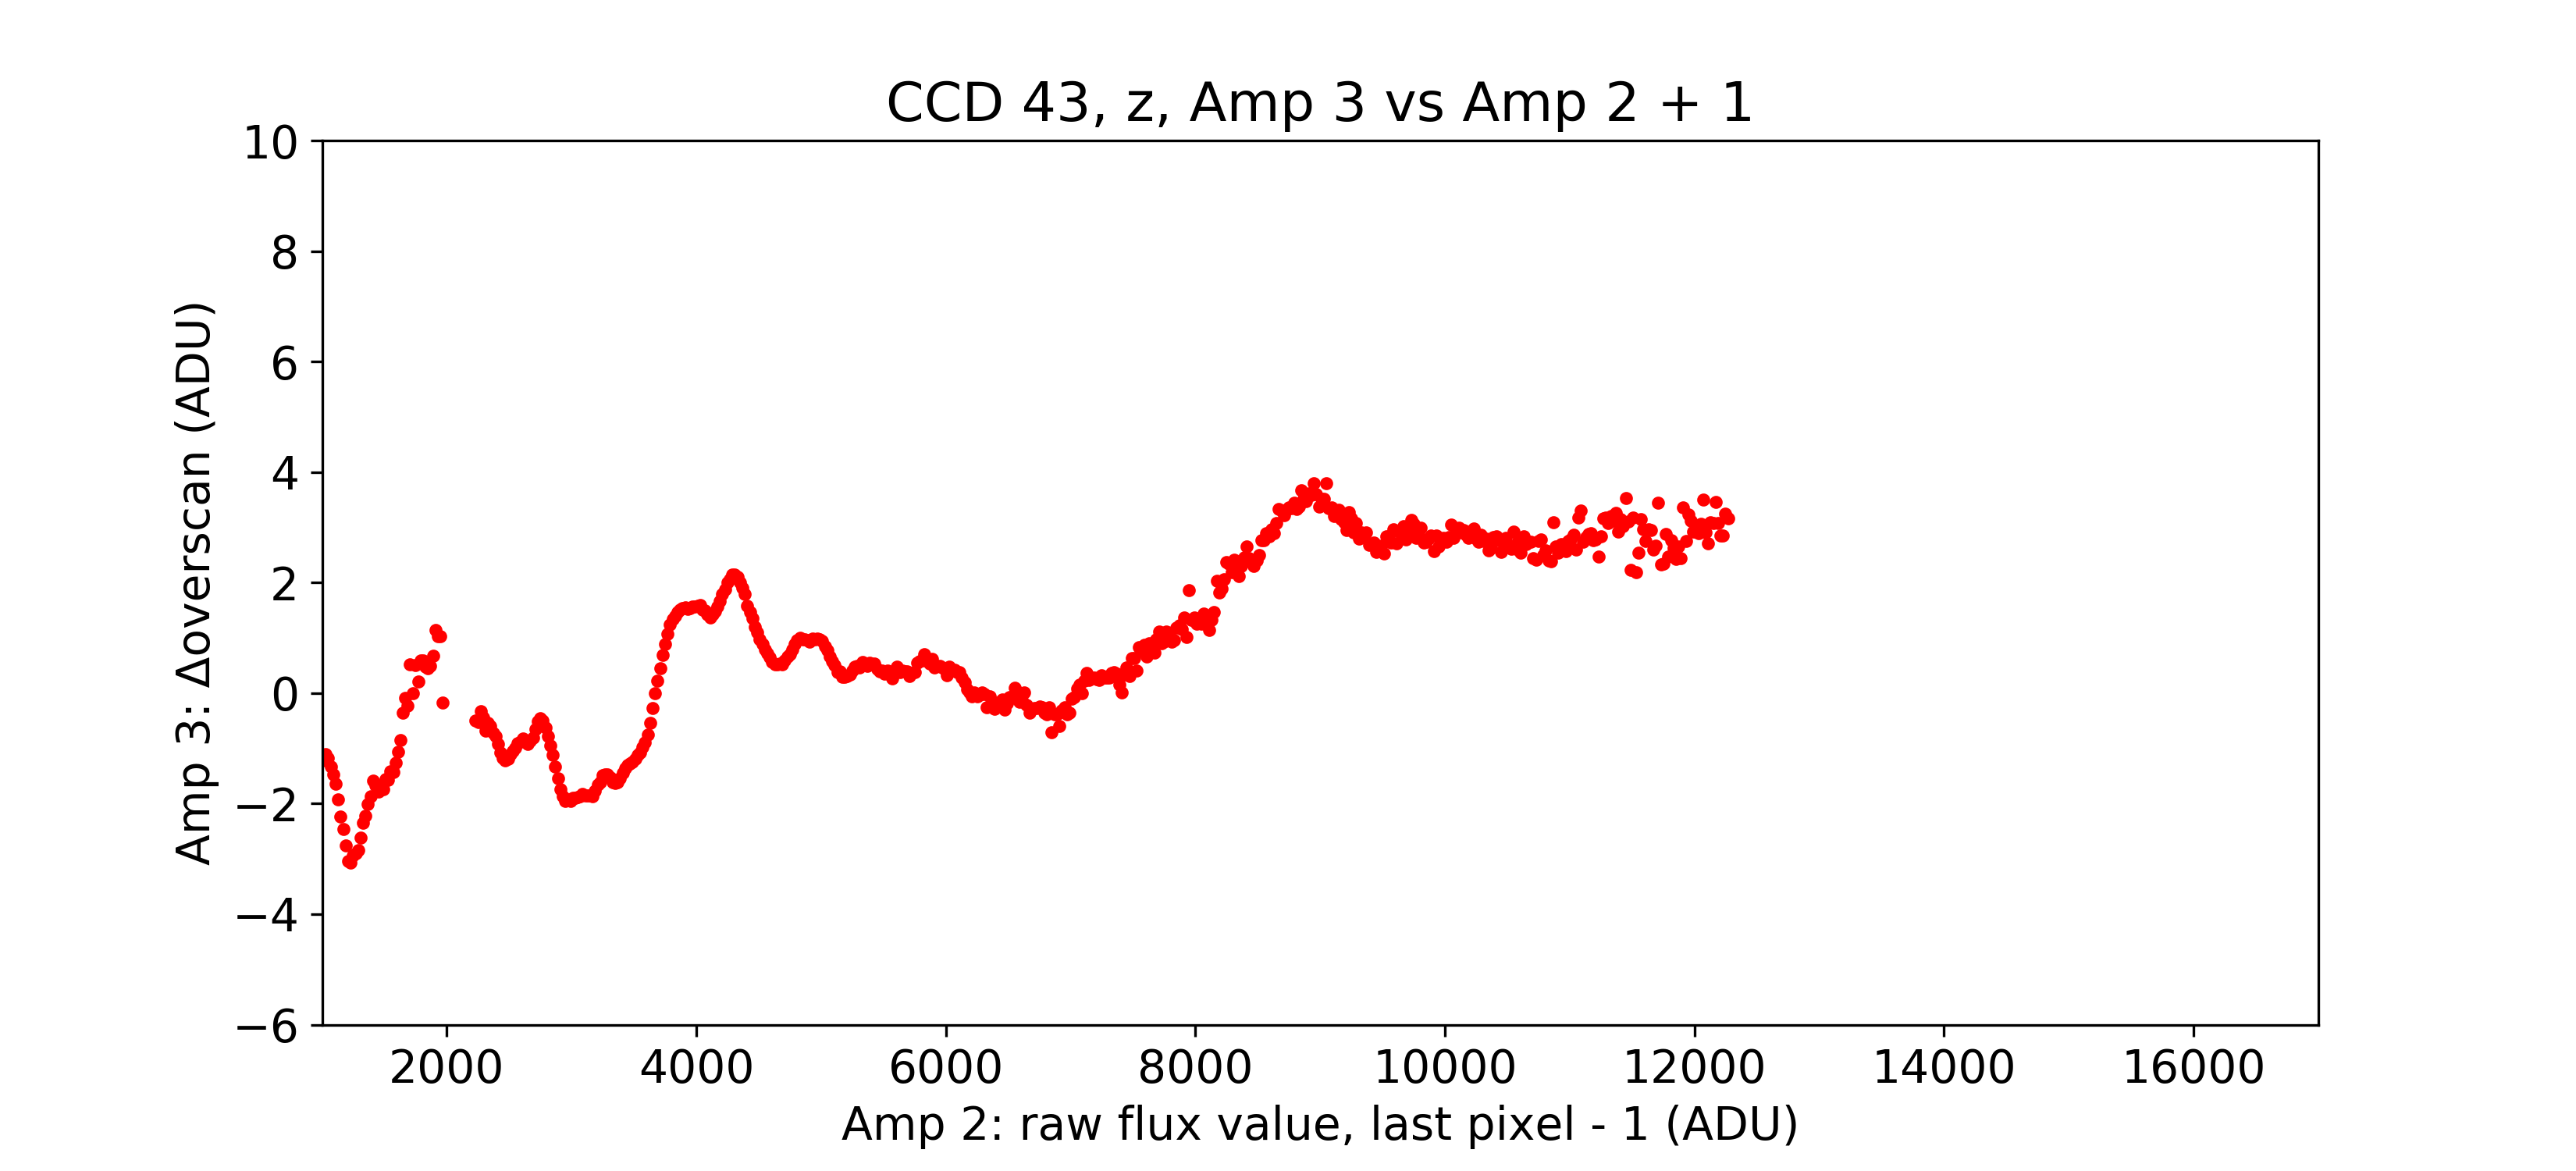 CCD 43, z, Amp 3 vs Amp 2 + 1
10
8
6
4
2
0
−2
−4
−6
Amp 3: Δoverscan (ADU)
2000 4000 6000 8000 10000 12000 14000 16000
Amp 2: raw flux value, last pixel - 1 (ADU)